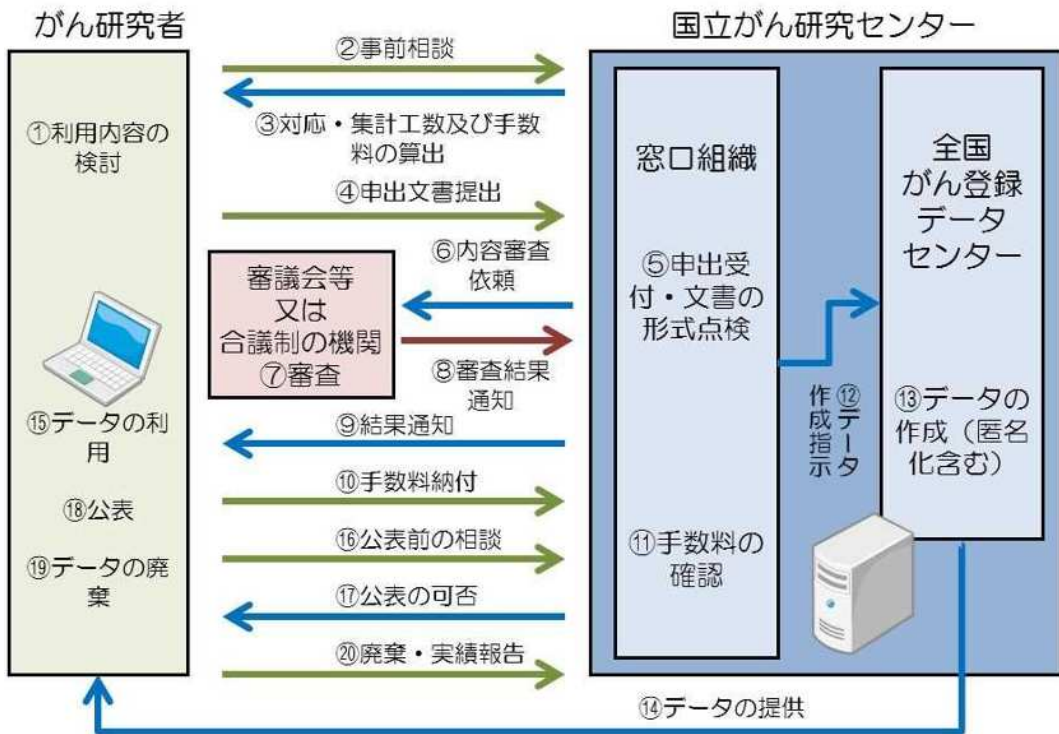 がん研究者
国立がん研究センター
①利用内容の
検討
②事前相談
③対応・集計工数及び手数
料の算出
④申出文書提出
窓口組織
⑤申出受
付・文書の
形式点検
⑥内容審査
依頼
審議会等
又は
合議制の機関
⑦審査
⑧審査結果
通知
⑨結果通知
⑩手数料納付
⑪手数料の
確認
⑫データ
作成指示
全国
がん登録
データ
センター
⑬データの
作成（匿名
化含む）
⑭データの提供
⑮データの利
用
⑯公表前の相談
⑰公表の可否
⑱公表
⑲データの廃
棄
⑳廃棄・実績報告